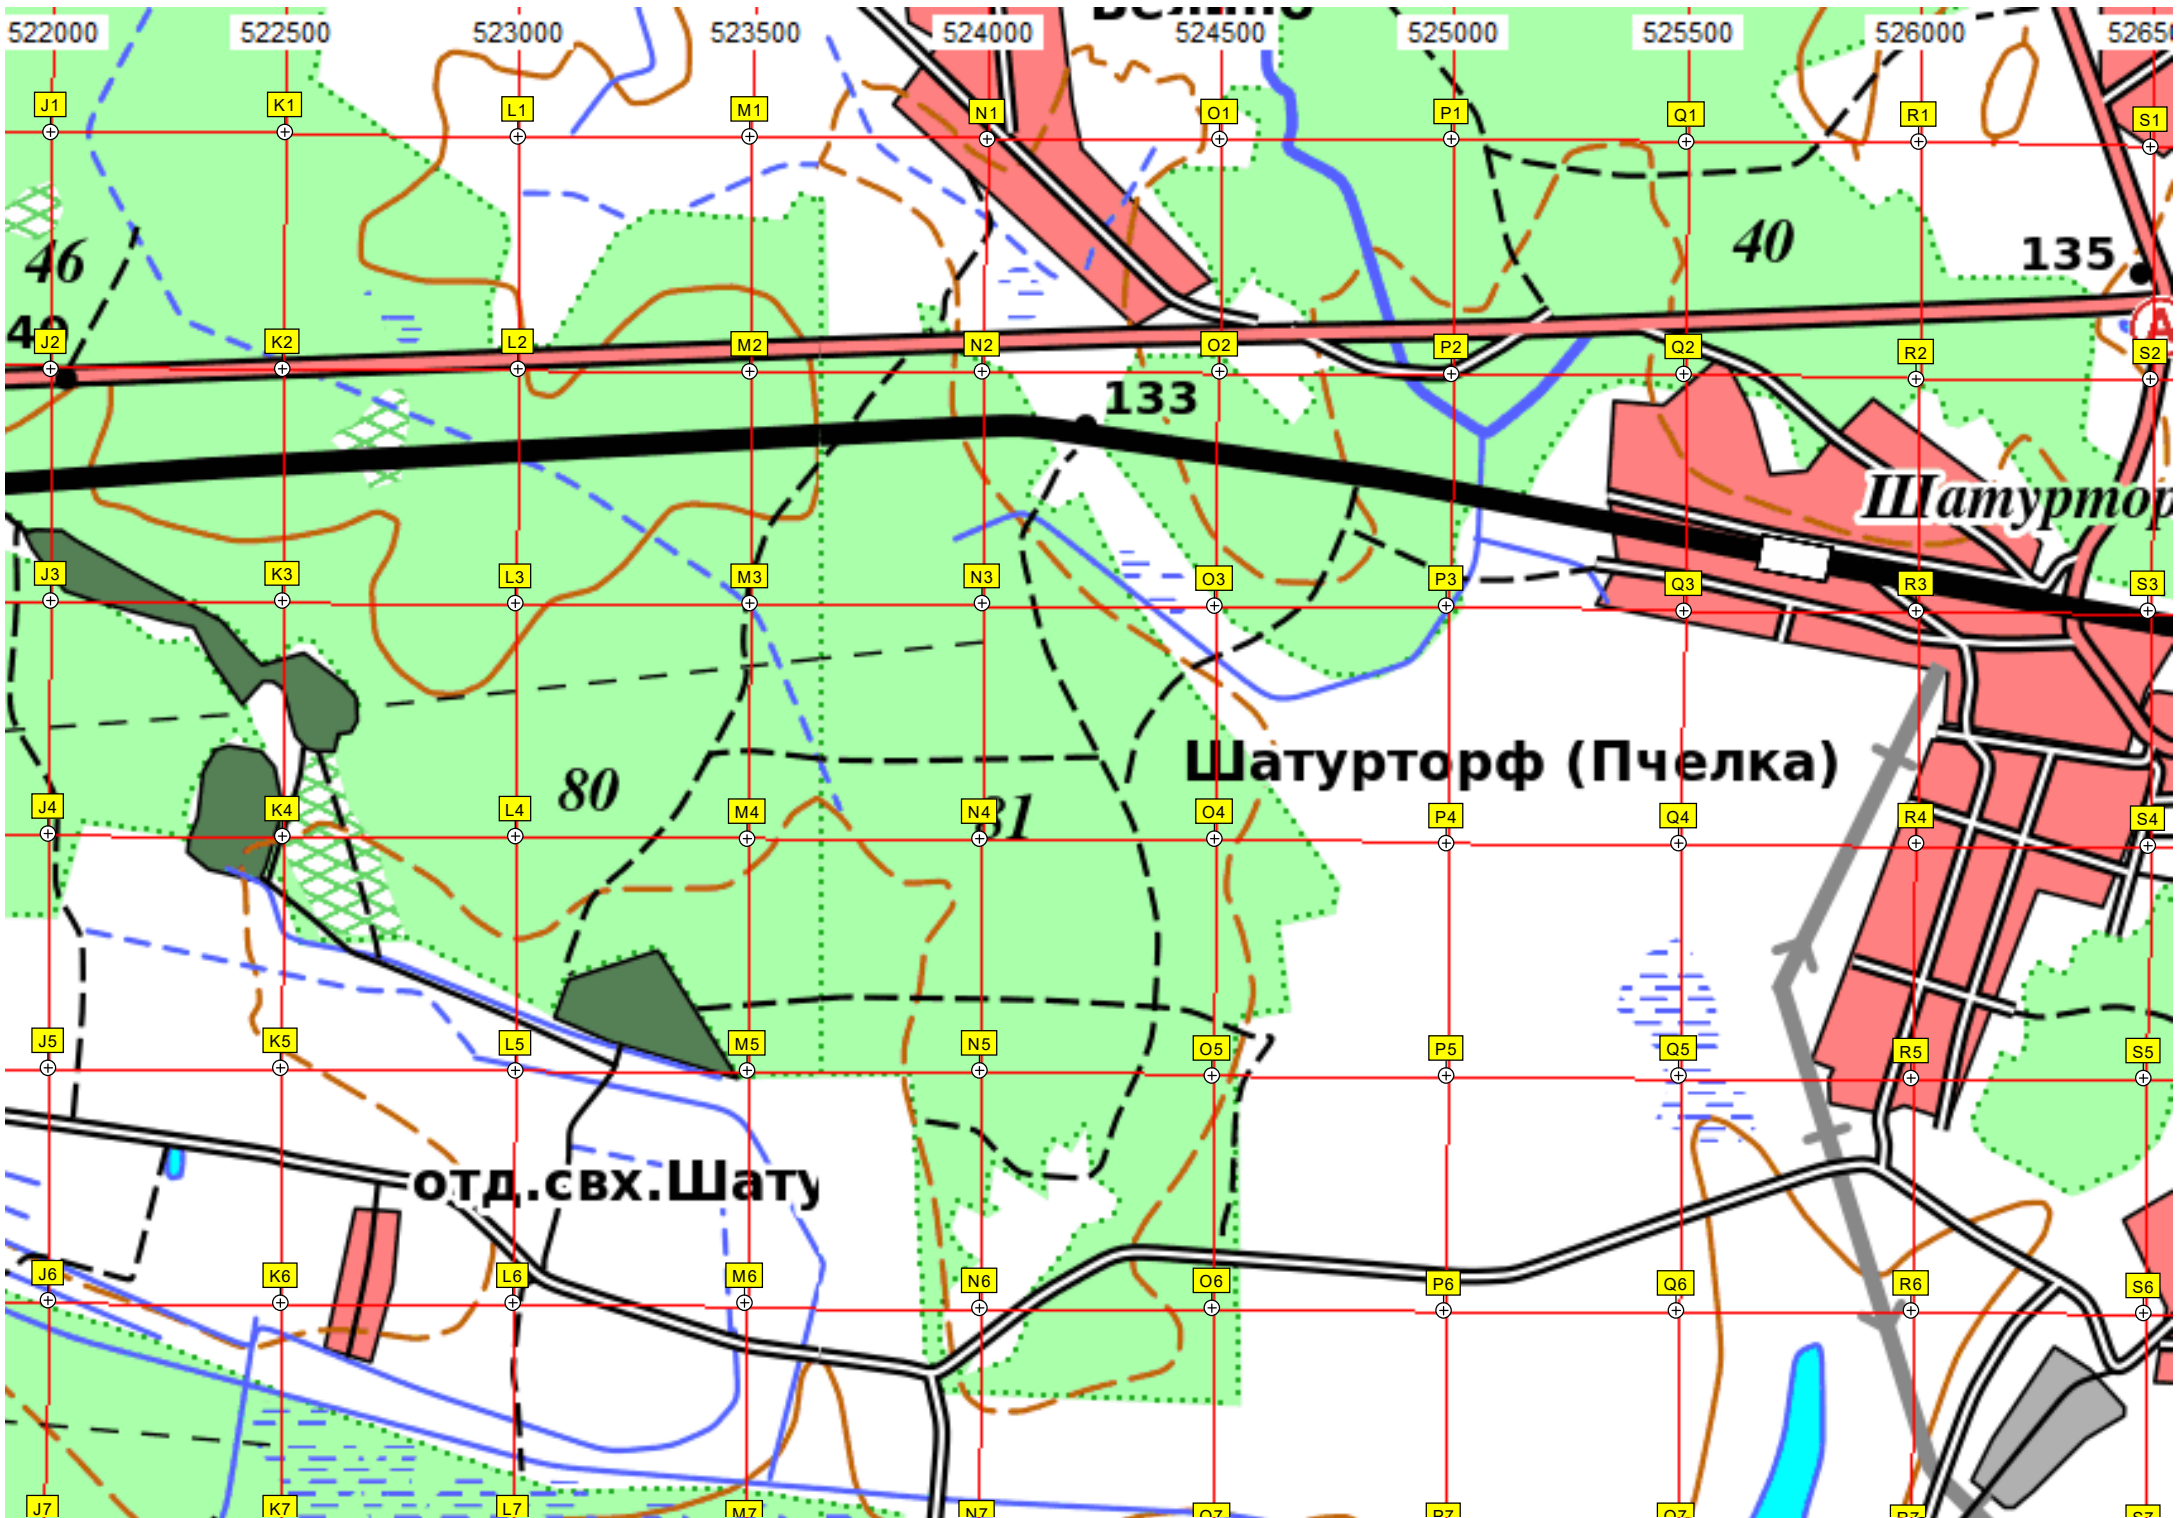 522000 522500 523000 523500 524000 524500 525000 525500 526000
J1 K1 L1 M1 N1 O1 P1 Q1 R1 S1
46 40 135
J2 K2 L2 M2 N2 O2 P2 Q2 R2 S2
133
Шатуртор
J3 K3 L3 M3 N3 O3 P3 Q3 R3 S3
Шатурторф (Пчелка)
80
J4 K4 L4 M4 N4 O4 P4 Q4 R4 S4
J5 K5 L5 M5 N5 O5 P5 Q5 R5 S5
отд.свх.Шату
J6 K6 L6 M6 N6 O6 P6 Q6 R6 S6
J7 K7 L7 M7 N7